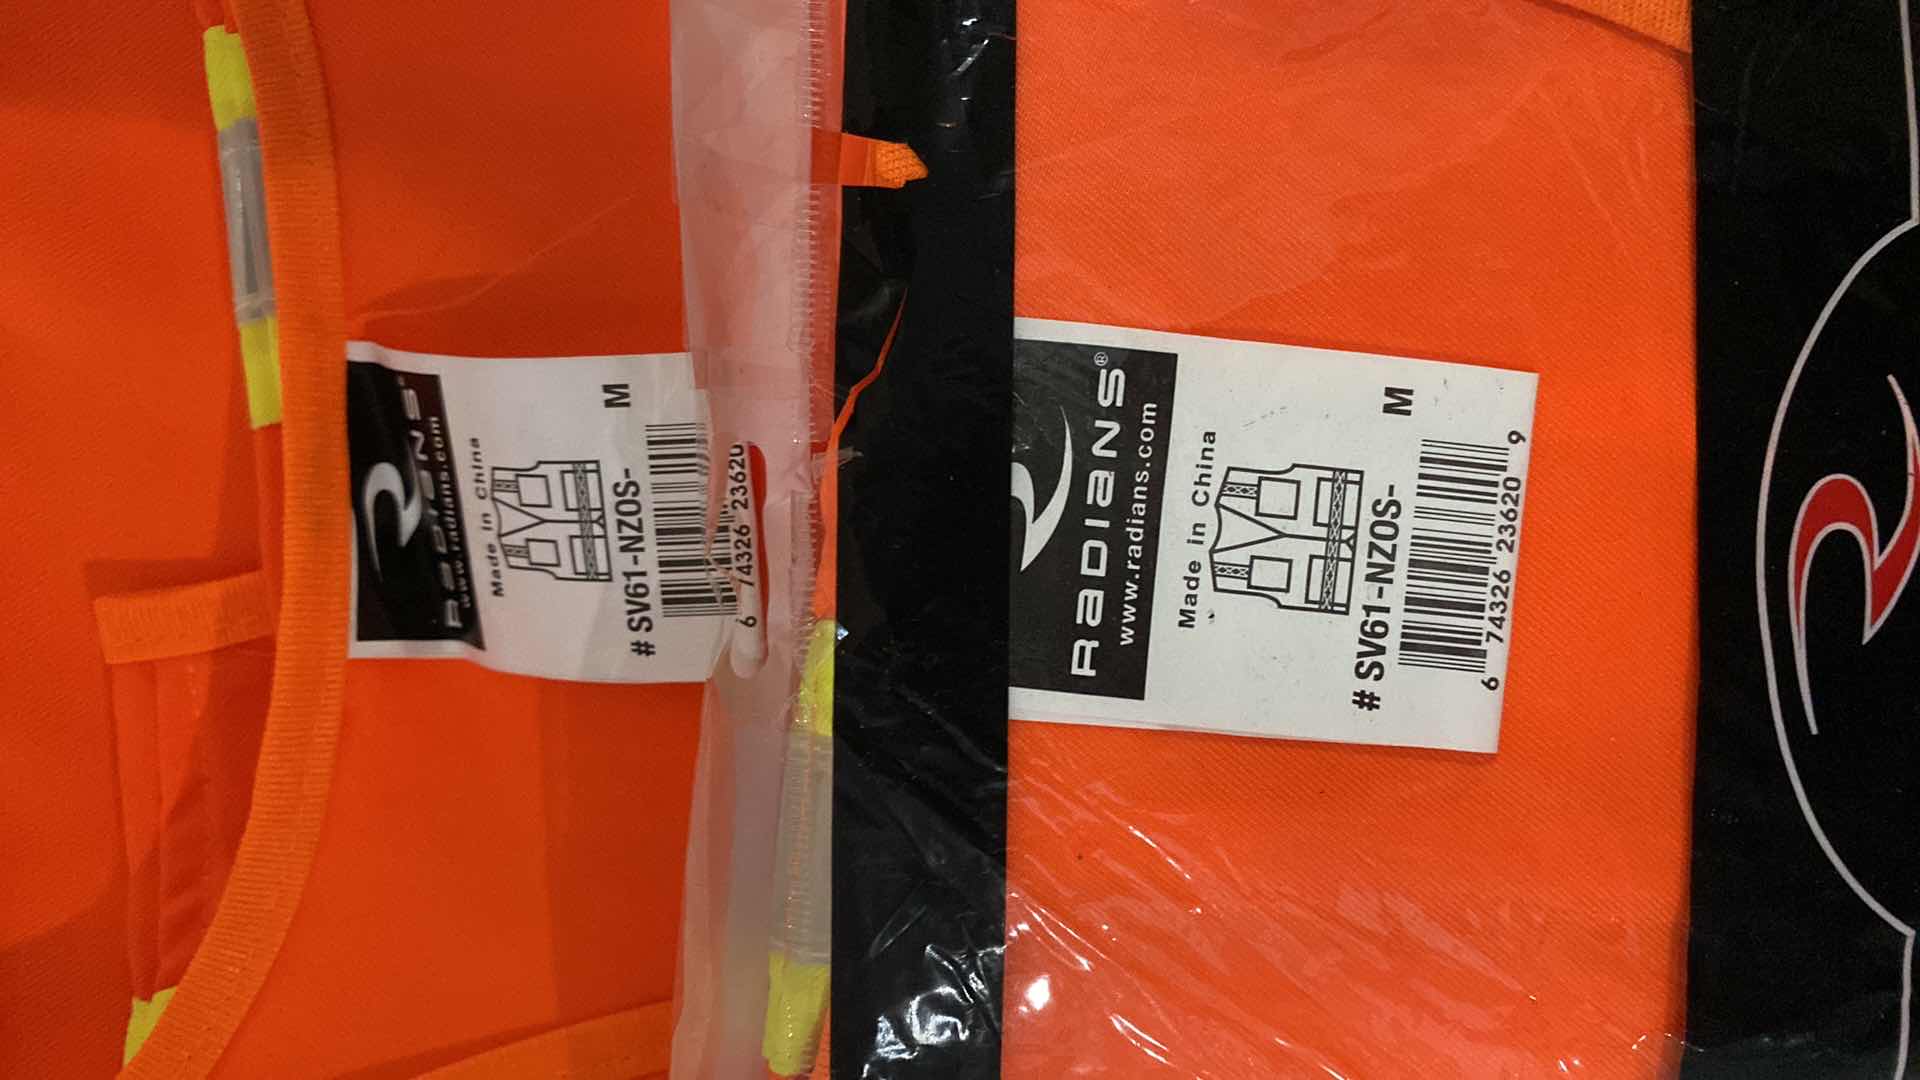 RADIANS®
www.radians.com
Made in China
# SV61-NZOS-
M
6 74326 23620
RADIANS®
www.radians.com
Made in China
# SV61-NZOS-
M
6 74326 23620 9